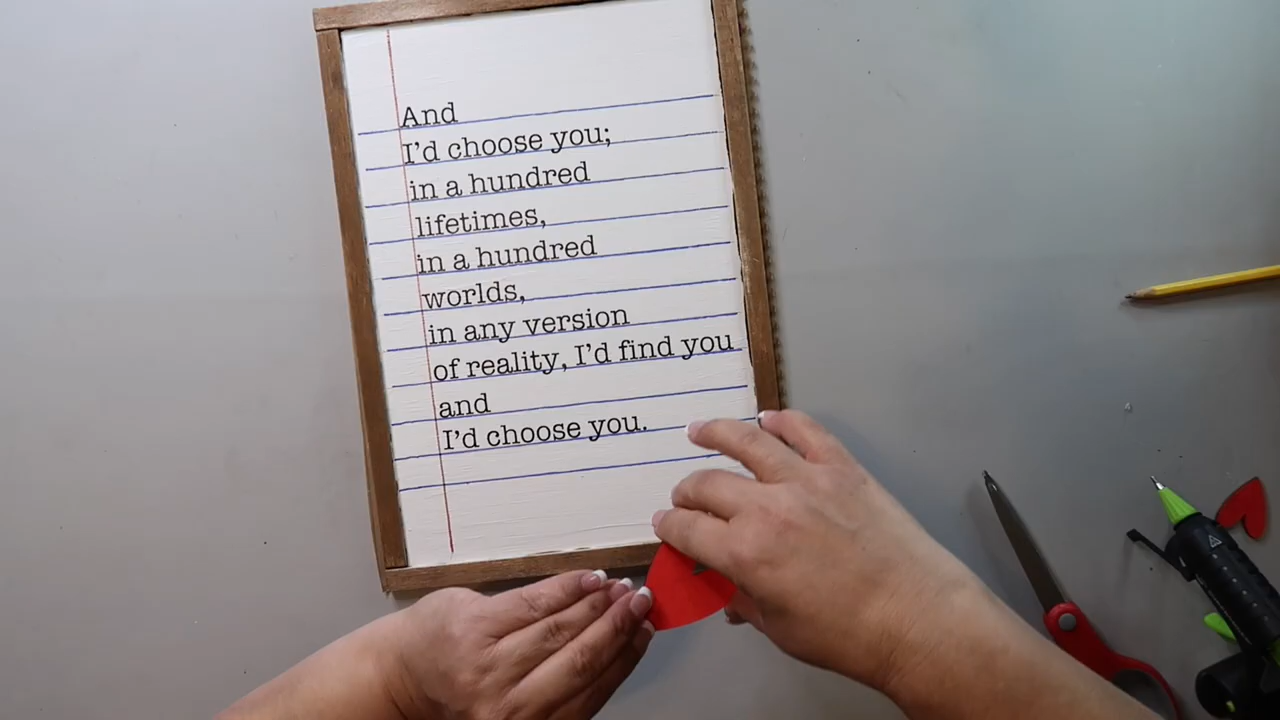 And
I'd choose you;
in a hundred
lifetimes,
in a hundred
worlds,
in any version
of reality, I'd find you
and
I'd choose you.